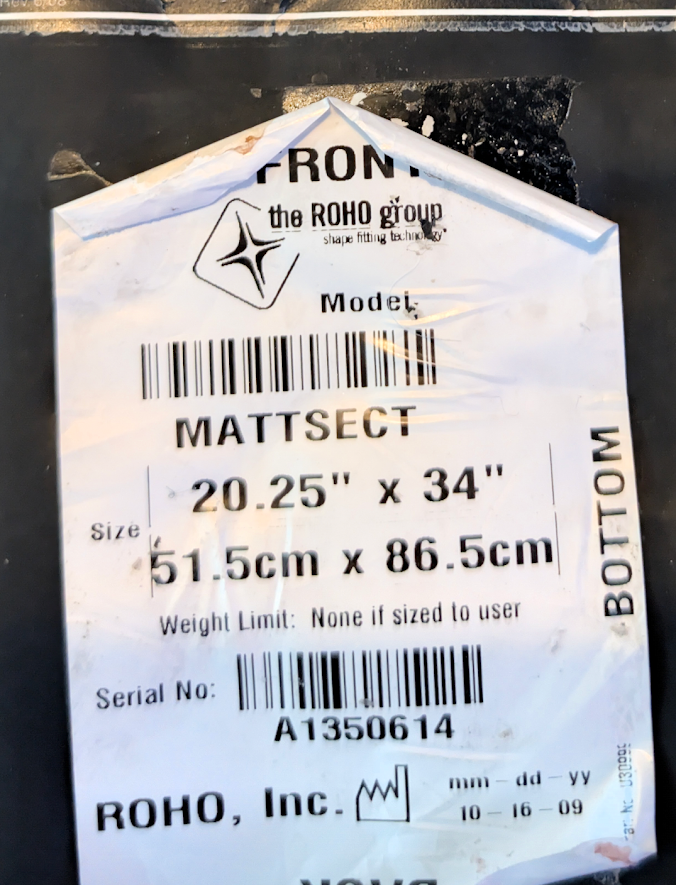 FRONT
the ROHO group
shape fitting technology
Model:
MATTSECT
20.25" x 34"
Size
51.5cm x 86.5cm
BOTTOM
Weight Limit: None if sized to user
Serial No:
A1350614
ROHO, Inc.
mm - dd - yy
10 - 16 - 09